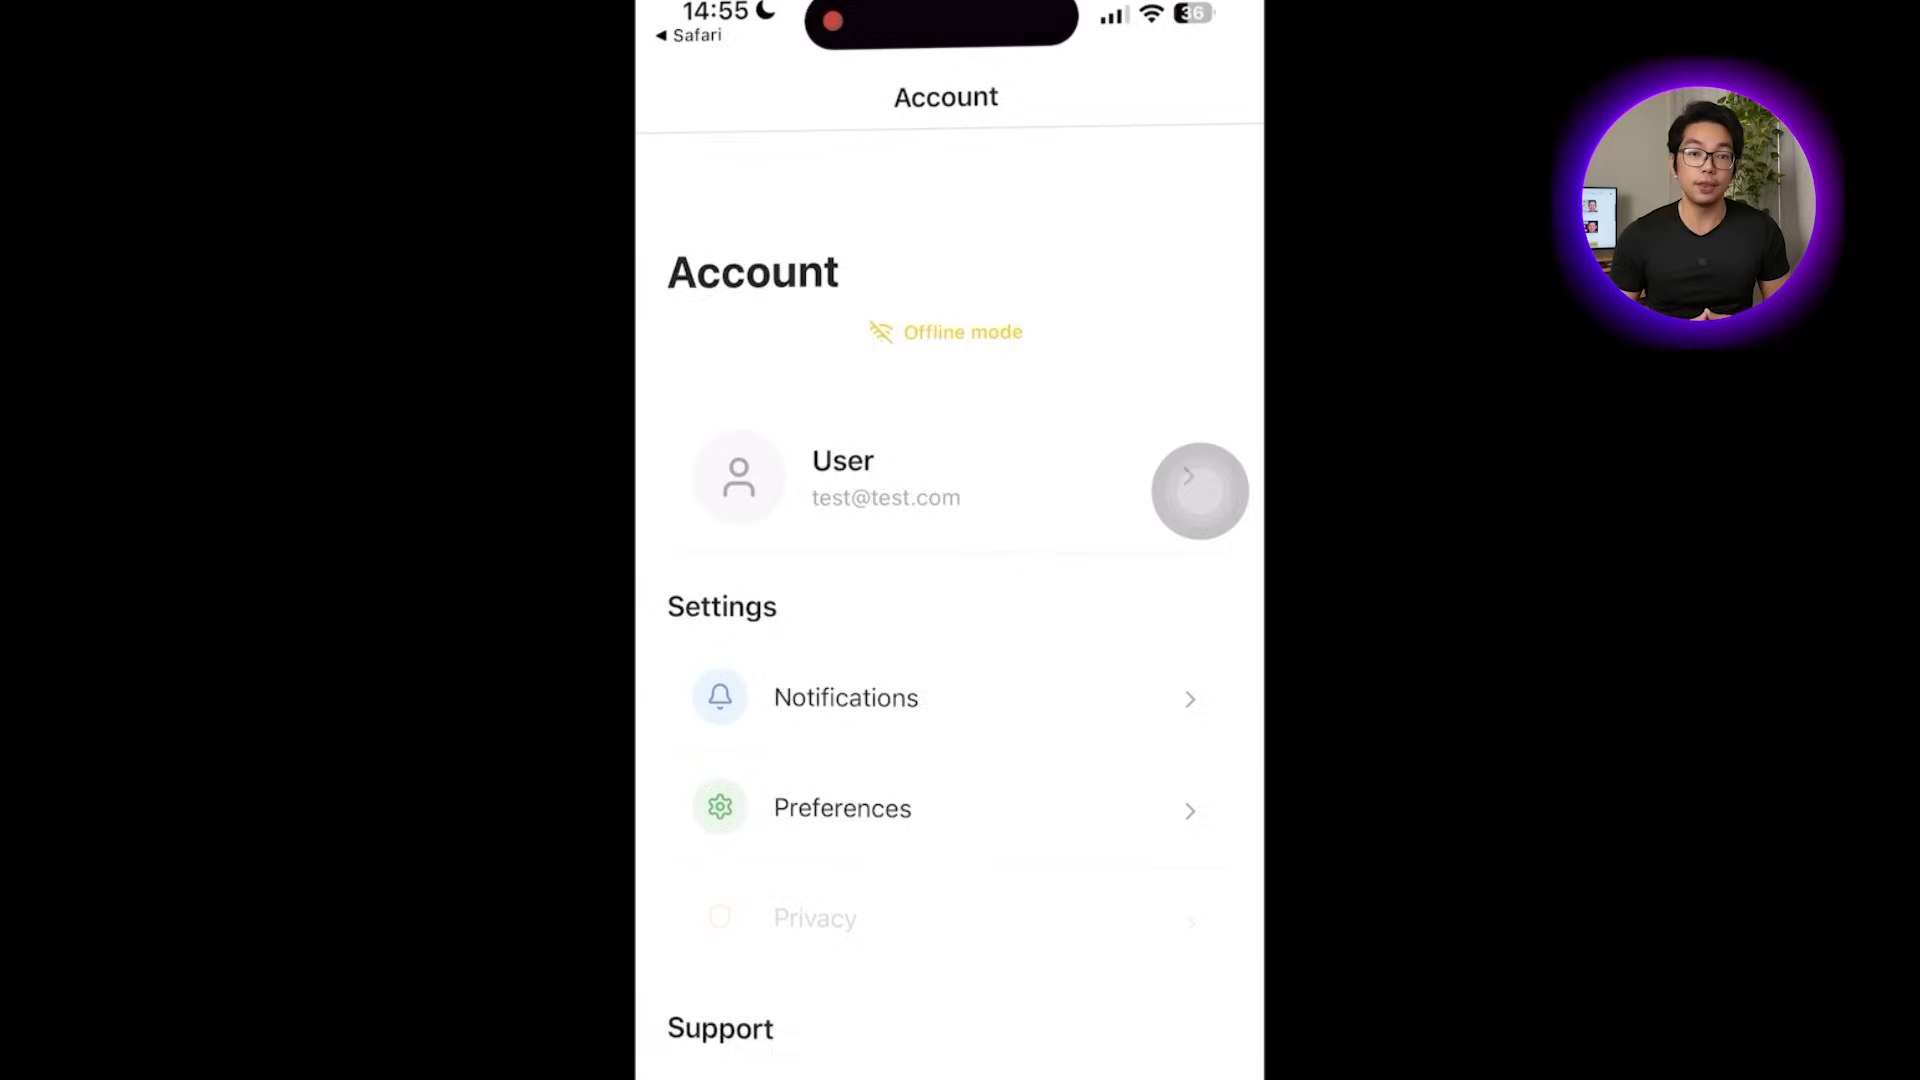 14:55
36
◀ Safari
Account
Account
Offline mode
User
test@test.com
Settings
Notifications
Preferences
Privacy
Support